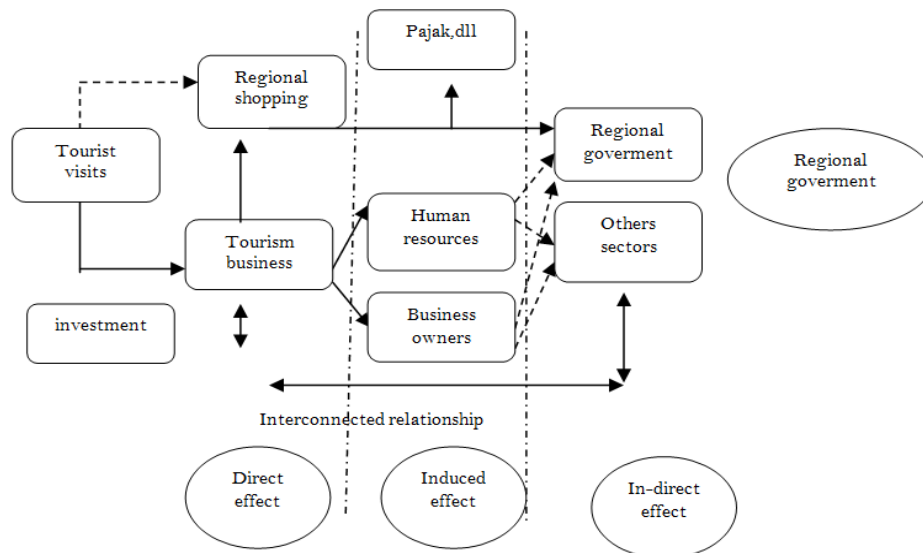 Pajak,dll
Regional
shopping
Tourist
visits
Regional
goverment
Regional
goverment
Human
resources
Tourism
business
Others
sectors
investment
Business
owners
Interconnected relationship
Direct
effect
Induced
effect
In-direct
effect